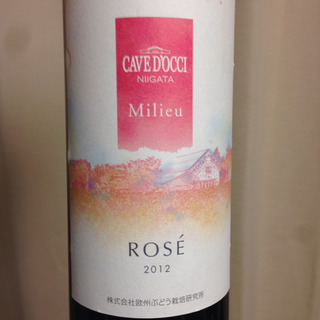 CAVE D'OCCI
NIIGATA
Milieu
ROSÉ
2012
株式会社欧州ぶどう栽培研究所